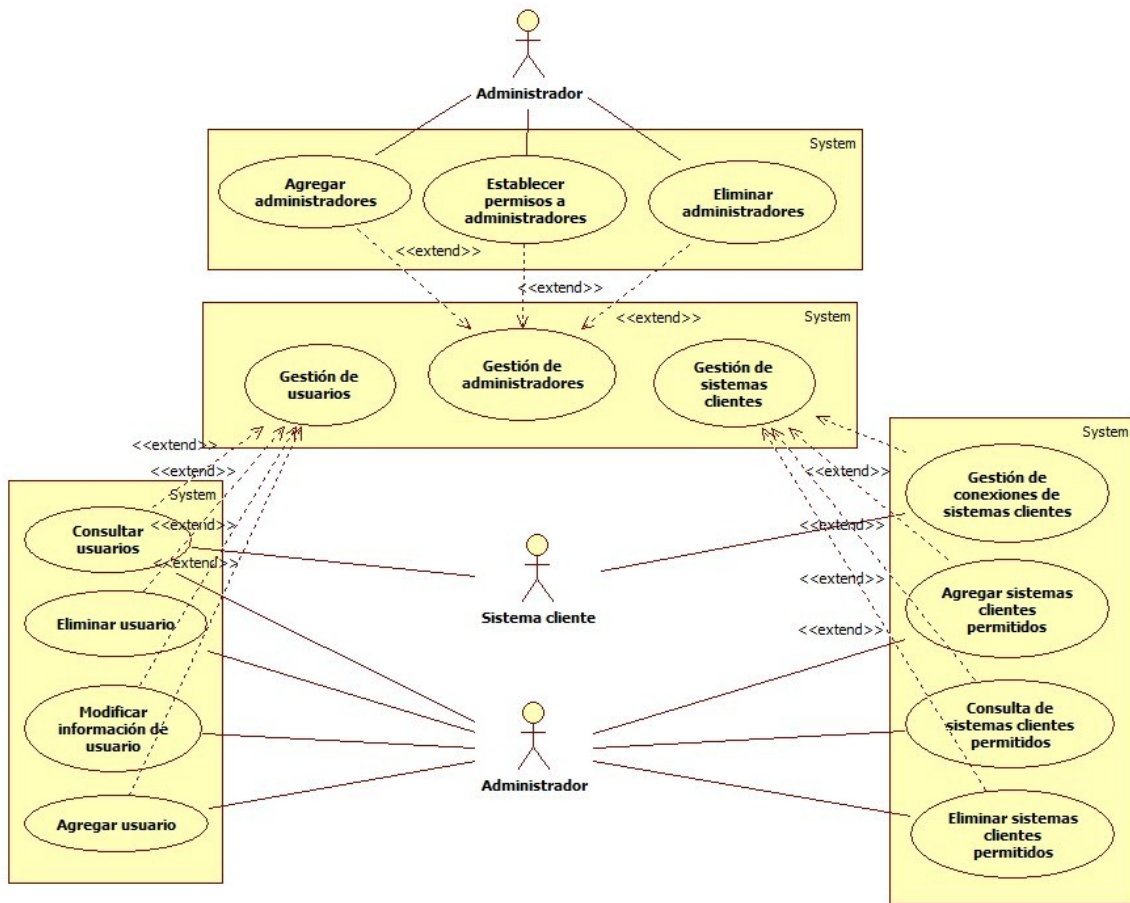 Administrador
System
Agregar
administradores
Establecer
permisos a
administradores
Eliminar
administradores
<<extend>>
<<extend>>
<<extend>>
System
Gestión de
usuarios
Gestión de
administradores
Gestión de
sistemas
clientes
<<extend>>
<<extend>>
<<extend>>
<<extend>>
System
Consultar
usuarios
Eliminar usuario
Modificar
información de
usuario
Agregar usuario
Sistema cliente
Administrador
<<extend>>
<<extend>>
<<extend>>
<<extend>>
System
Gestión de
conexiones de
sistemas clientes
Agregar sistemas
clientes
permitidos
Consulta de
sistemas clientes
permitidos
Eliminar sistemas
clientes
permitidos